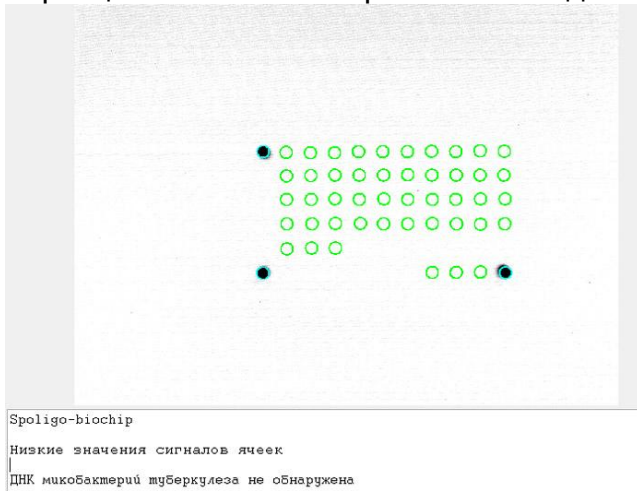 Spoligo-biochip
Низкие значения сигналов ячеек
ДНК микобактерий туберкулеза не обнаружена